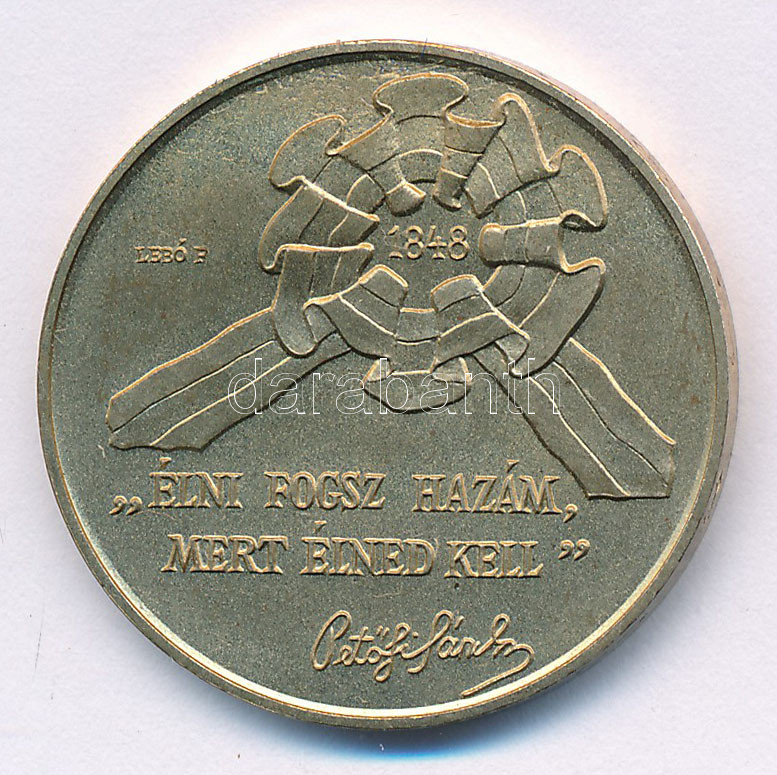 1848
LEBÓ F
darabanth
„ÉLNI FOGSZ HAZÁM,
MERT ÉLNED KELL”
Petőfi Sándor